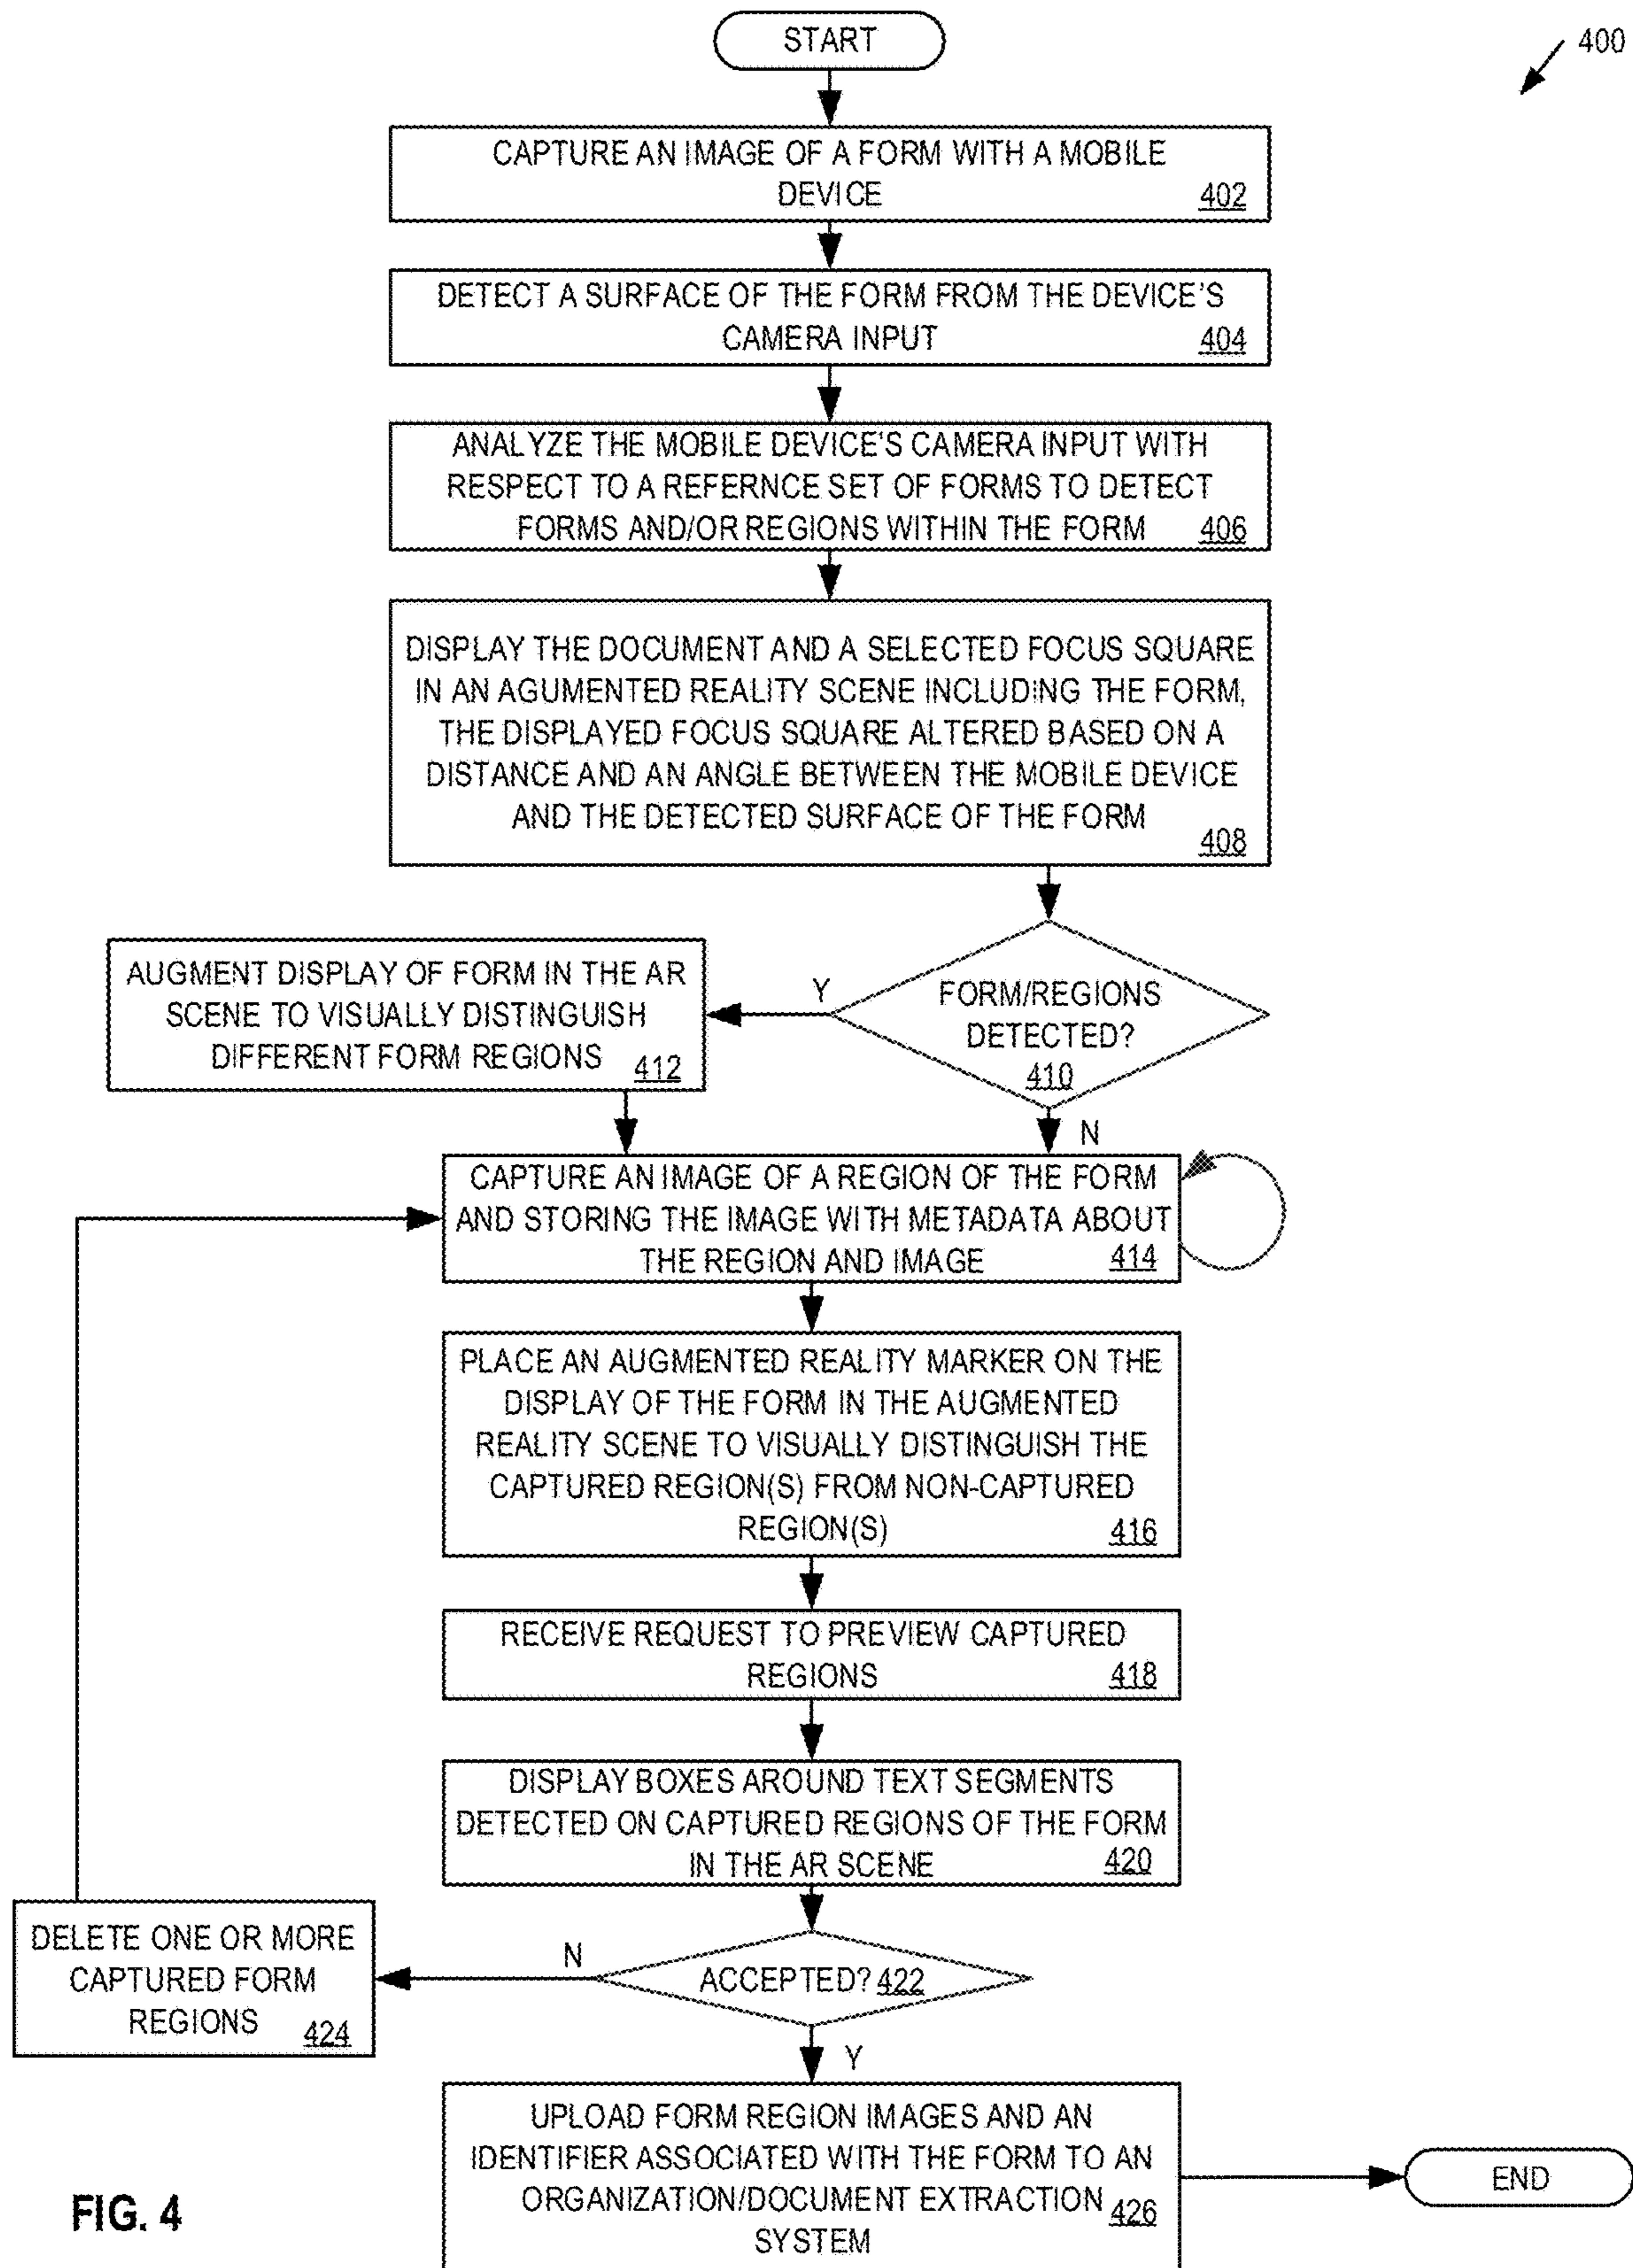 START
400
CAPTURE AN IMAGE OF A FORM WITH A MOBILE
DEVICE
402
DETECT A SURFACE OF THE FORM FROM THE DEVICE'S
CAMERA INPUT
404
ANALYZE THE MOBILE DEVICE'S CAMERA INPUT WITH
RESPECT TO A REFERNCE SET OF FORMS TO DETECT
FORMS AND/OR REGIONS WITHIN THE FORM
406
DISPLAY THE DOCUMENT AND A SELECTED FOCUS SQUARE
IN AN AGUMENTED REALITY SCENE INCLUDING THE FORM,
THE DISPLAYED FOCUS SQUARE ALTERED BASED ON A
DISTANCE AND AN ANGLE BETWEEN THE MOBILE DEVICE
AND THE DETECTED SURFACE OF THE FORM
408
FORM/REGIONS
DETECTED?
410
Y
N
AUGMENT DISPLAY OF FORM IN THE AR
SCENE TO VISUALLY DISTINGUISH
DIFFERENT FORM REGIONS
412
CAPTURE AN IMAGE OF A REGION OF THE FORM
AND STORING THE IMAGE WITH METADATA ABOUT
THE REGION AND IMAGE
414
PLACE AN AUGMENTED REALITY MARKER ON THE
DISPLAY OF THE FORM IN THE AUGMENTED
REALITY SCENE TO VISUALLY DISTINGUISH THE
CAPTURED REGION(S) FROM NON-CAPTURED
REGION(S)
416
RECEIVE REQUEST TO PREVIEW CAPTURED
REGIONS
418
DISPLAY BOXES AROUND TEXT SEGMENTS
DETECTED ON CAPTURED REGIONS OF THE FORM
IN THE AR SCENE
420
ACCEPTED? 422
N
Y
DELETE ONE OR MORE
CAPTURED FORM
REGIONS
424
UPLOAD FORM REGION IMAGES AND AN
IDENTIFIER ASSOCIATED WITH THE FORM TO AN
ORGANIZATION/DOCUMENT EXTRACTION
SYSTEM
426
END
FIG. 4